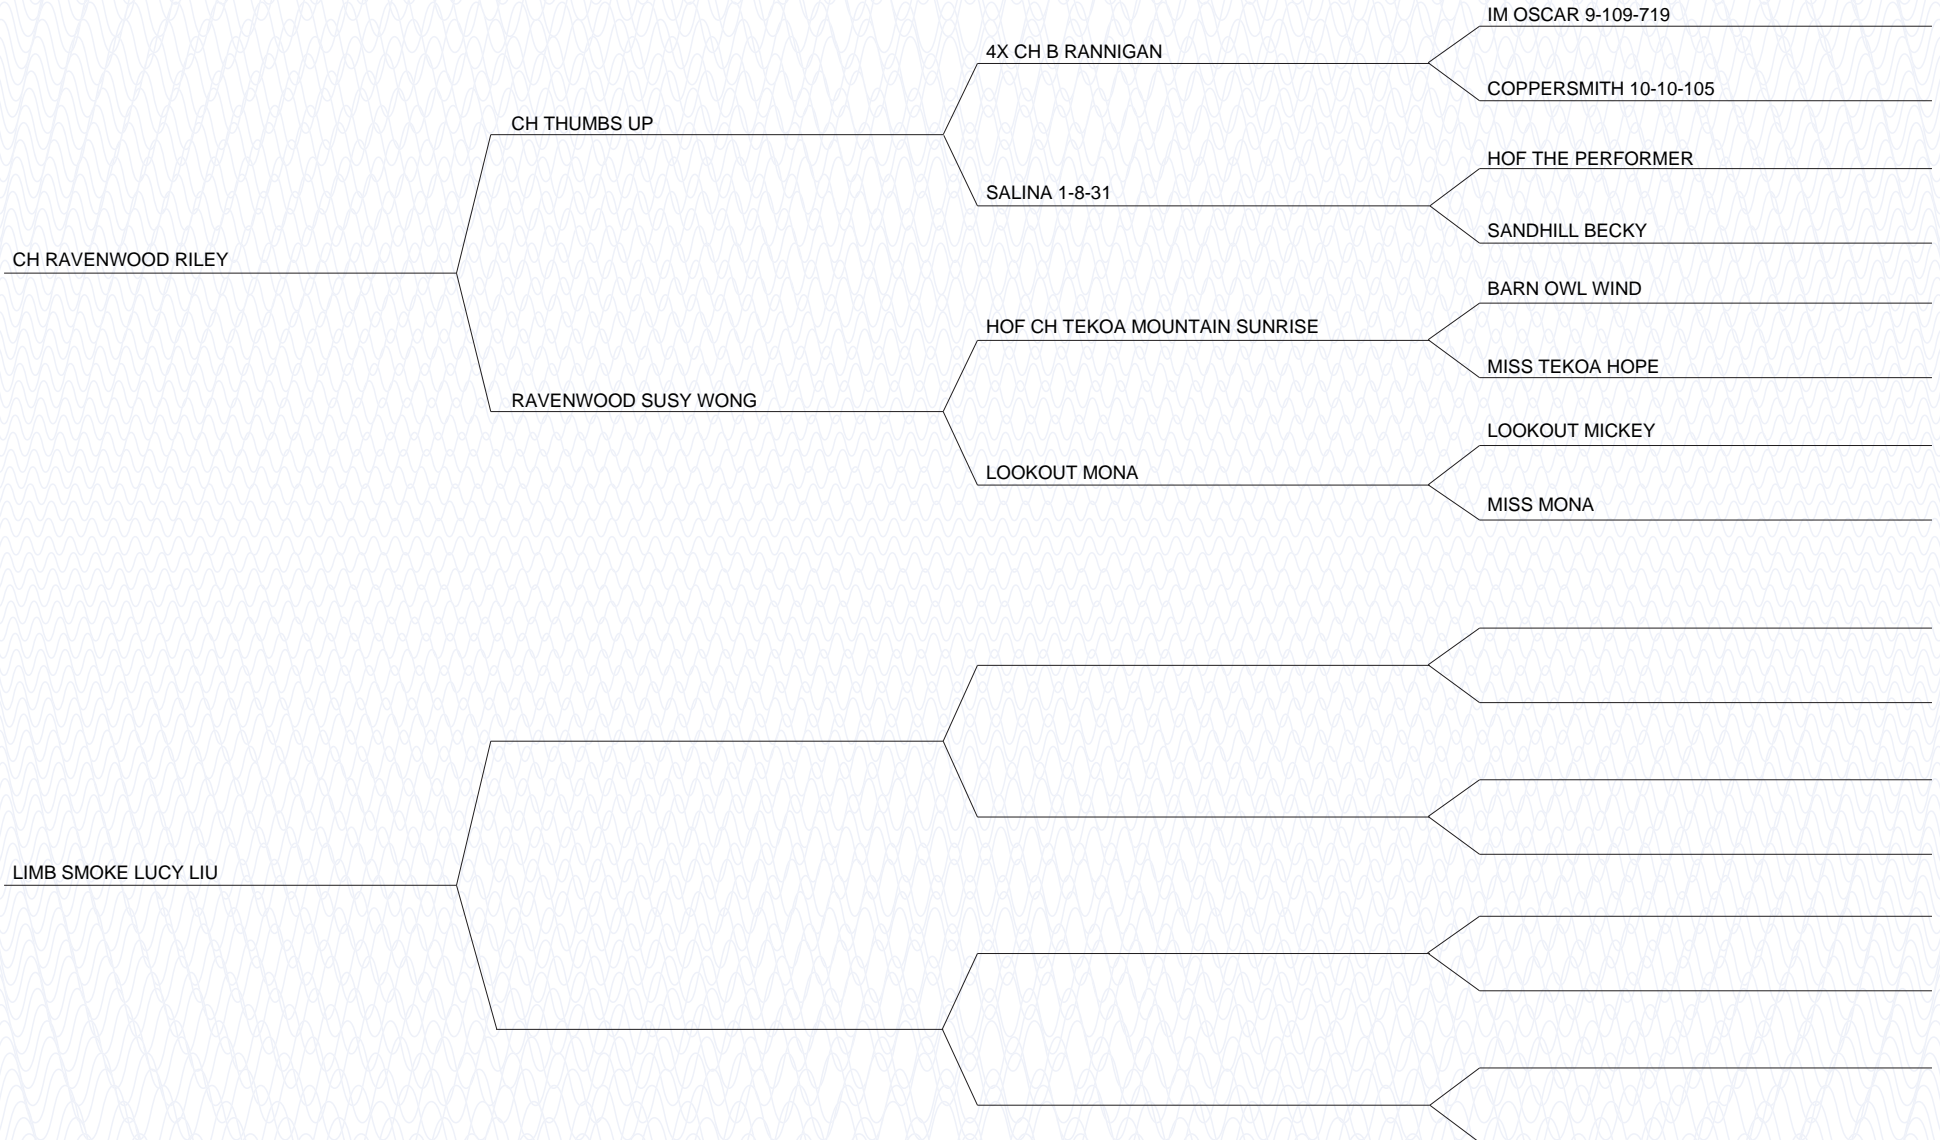 IM OSCAR 9-109-719
4X CH B RANNIGAN
COPPERSMITH 10-10-105
CH THUMBS UP
HOF THE PERFORMER
SALINA 1-8-31
SANDHILL BECKY
CH RAVENWOOD RILEY
BARN OWL WIND
HOF CH TEKOA MOUNTAIN SUNRISE
MISS TEKOA HOPE
RAVENWOOD SUSY WONG
LOOKOUT MICKEY
LOOKOUT MONA
MISS MONA
LIMB SMOKE LUCY LIU